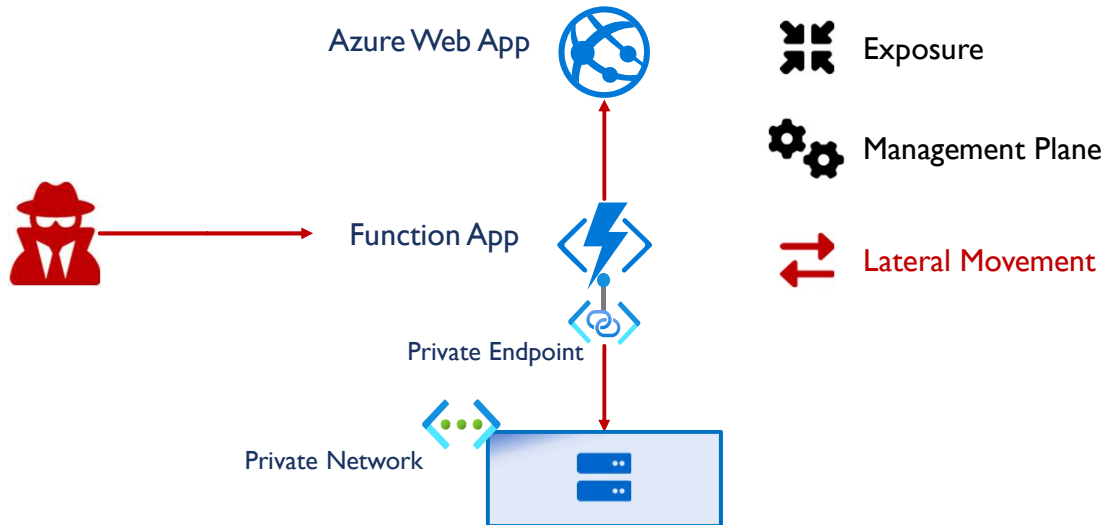 Azure Web App
Exposure
Management Plane
Function App
Lateral Movement
Private Endpoint
Private Network